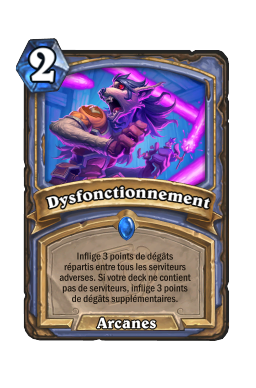 2
Dysfonctionnement
Inflige 3 points de dégâts
répartis entre tous les serviteurs
adverses. Si votre deck ne contient
pas de serviteurs, inflige 3 points
de dégâts supplémentaires.
Arcanes